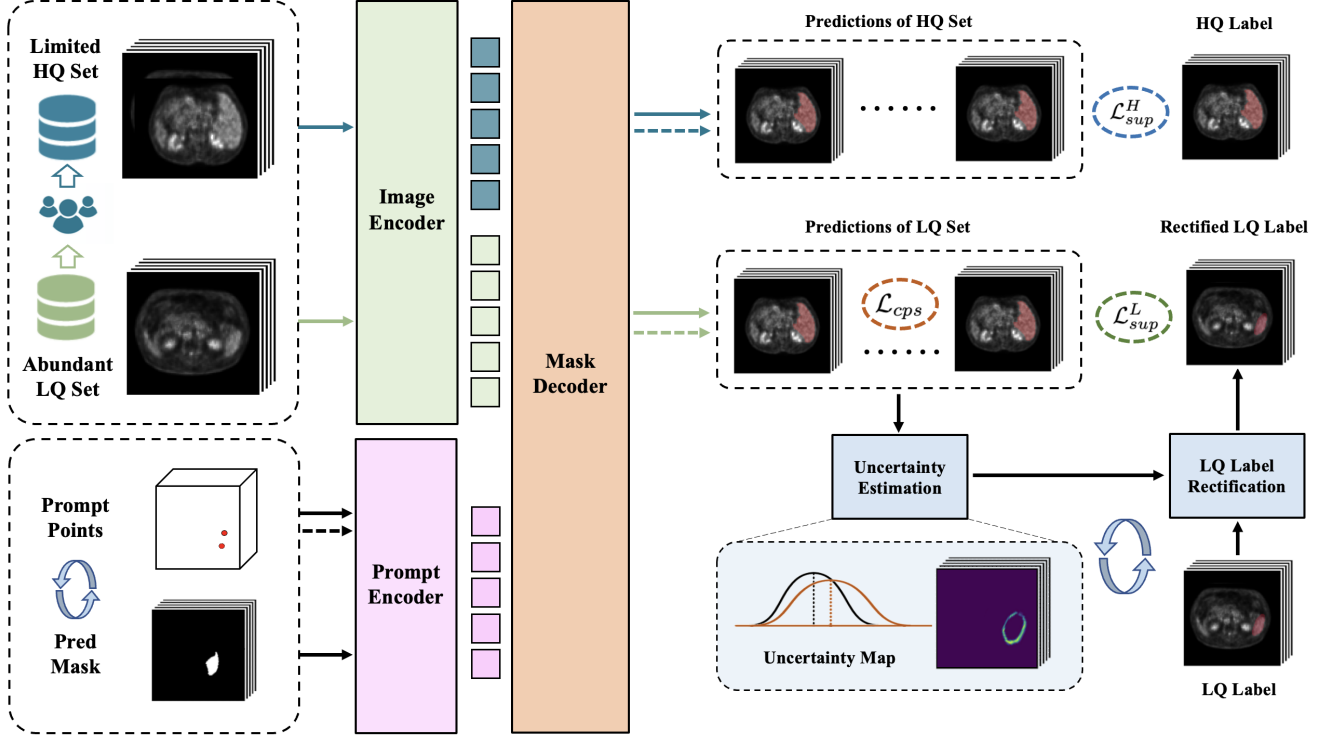 Limited
HQ Set
Abundant
LQ Set
Prompt
Points
Pred
Mask
Image
Encoder
Prompt
Encoder
Mask
Decoder
Predictions of HQ Set
HQ Label
ℒ^H_sup
Predictions of LQ Set
Rectified LQ Label
ℒ_cps
ℒ^L_sup
Uncertainty
Estimation
LQ Label
Rectification
Uncertainty Map
LQ Label